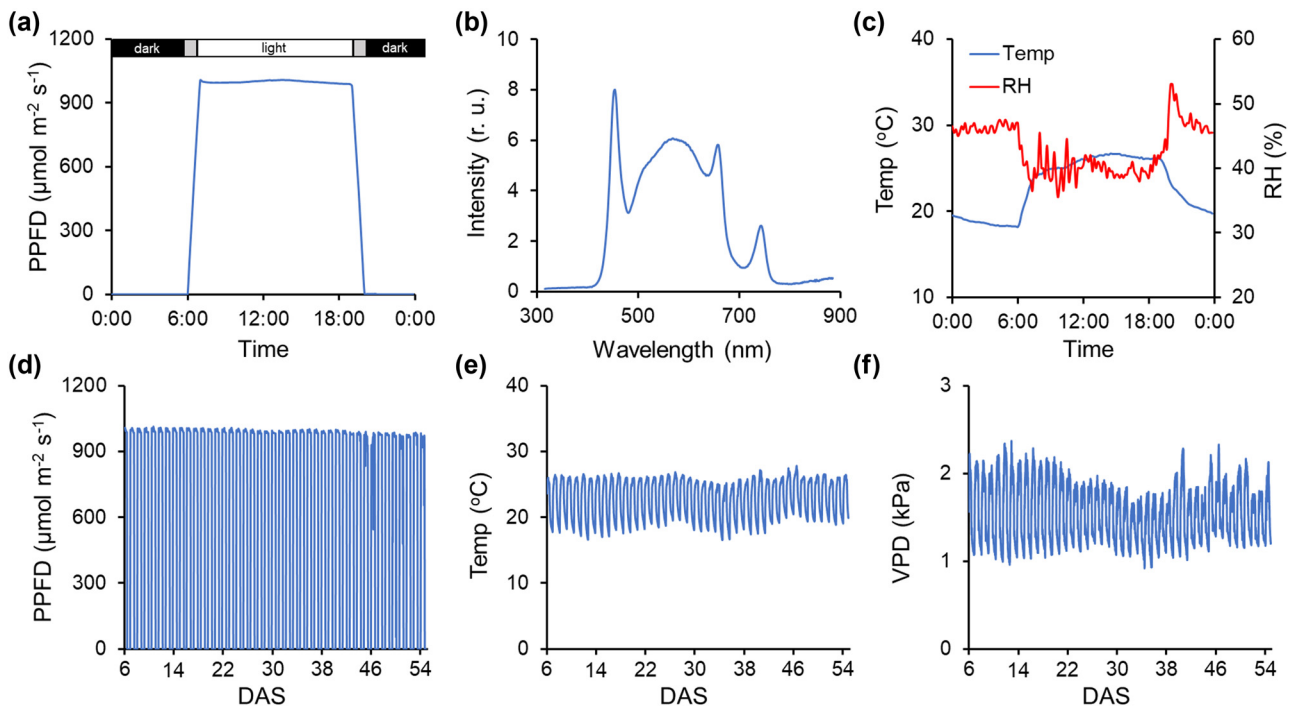 (a)
1200
900
600
300
0
PPFD (µmol m⁻² s⁻¹)
dark
light
dark
0:00 6:00 12:00 18:00 0:00
Time
(b)
10
8
6
4
2
0
Intensity (r. u.)
300 500 700 900
Wavelength (nm)
(c)
40
30
20
10
Temp (°C)
Temp
RH
60
50
40
30
20
RH (%)
0:00 6:00 12:00 18:00 0:00
Time
(d)
1200
900
600
300
0
PPFD (µmol m⁻² s⁻¹)
6 14 22 30 38 46 54
DAS
(e)
40
30
20
10
0
Temp (°C)
6 14 22 30 38 46 54
DAS
(f)
3
2
1
0
VPD (kPa)
6 14 22 30 38 46 54
DAS